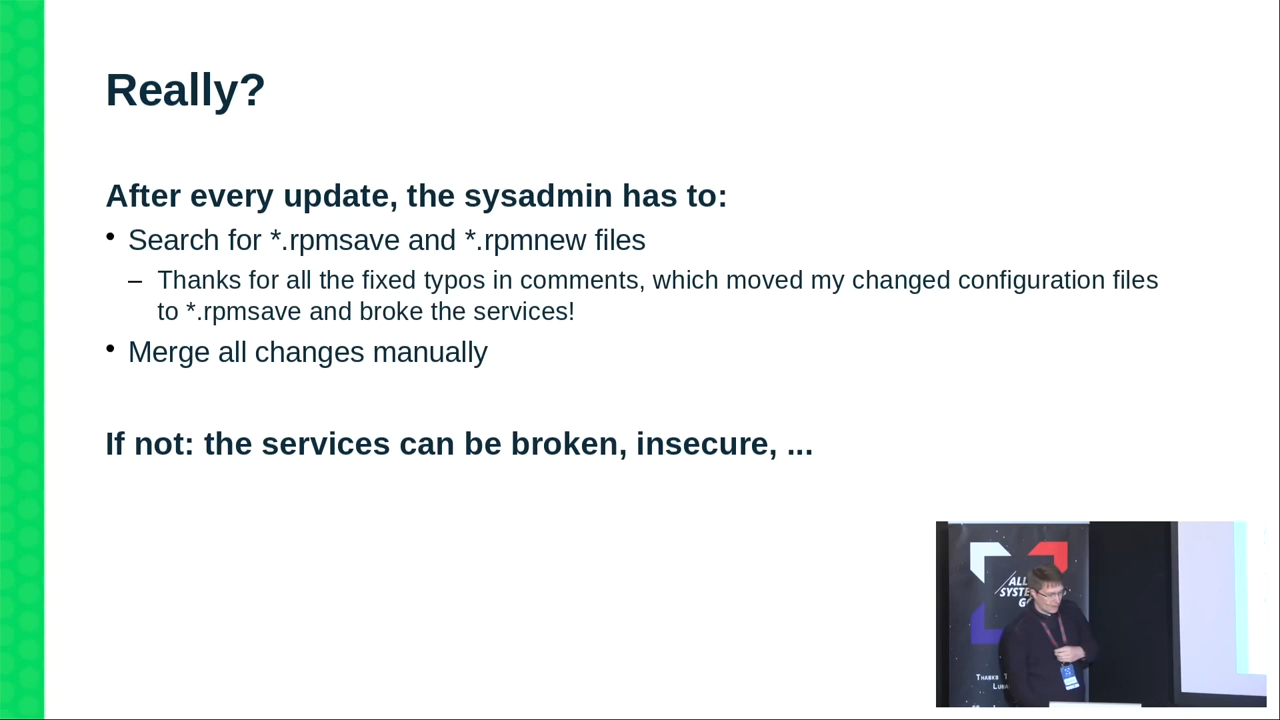 Really?
After every update, the sysadmin has to:
• Search for *.rpmsave and *.rpmnew files
– Thanks for all the fixed typos in comments, which moved my changed configuration files
to *.rpmsave and broke the services!
• Merge all changes manually
If not: the services can be broken, insecure, ...
ALL
SYSTE
G
Thanks T
Luna